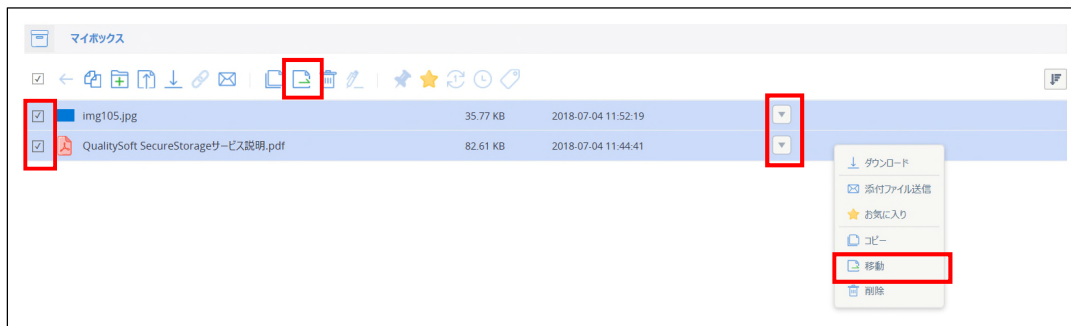 マイボックス
img105.jpg 35.77 KB 2018-07-04 11:52:19
QualitySoft SecureStorageサービス説明.pdf 82.61 KB 2018-07-04 11:44:41
ダウンロード
添付ファイル送信
お気に入り
コピー
移動
削除